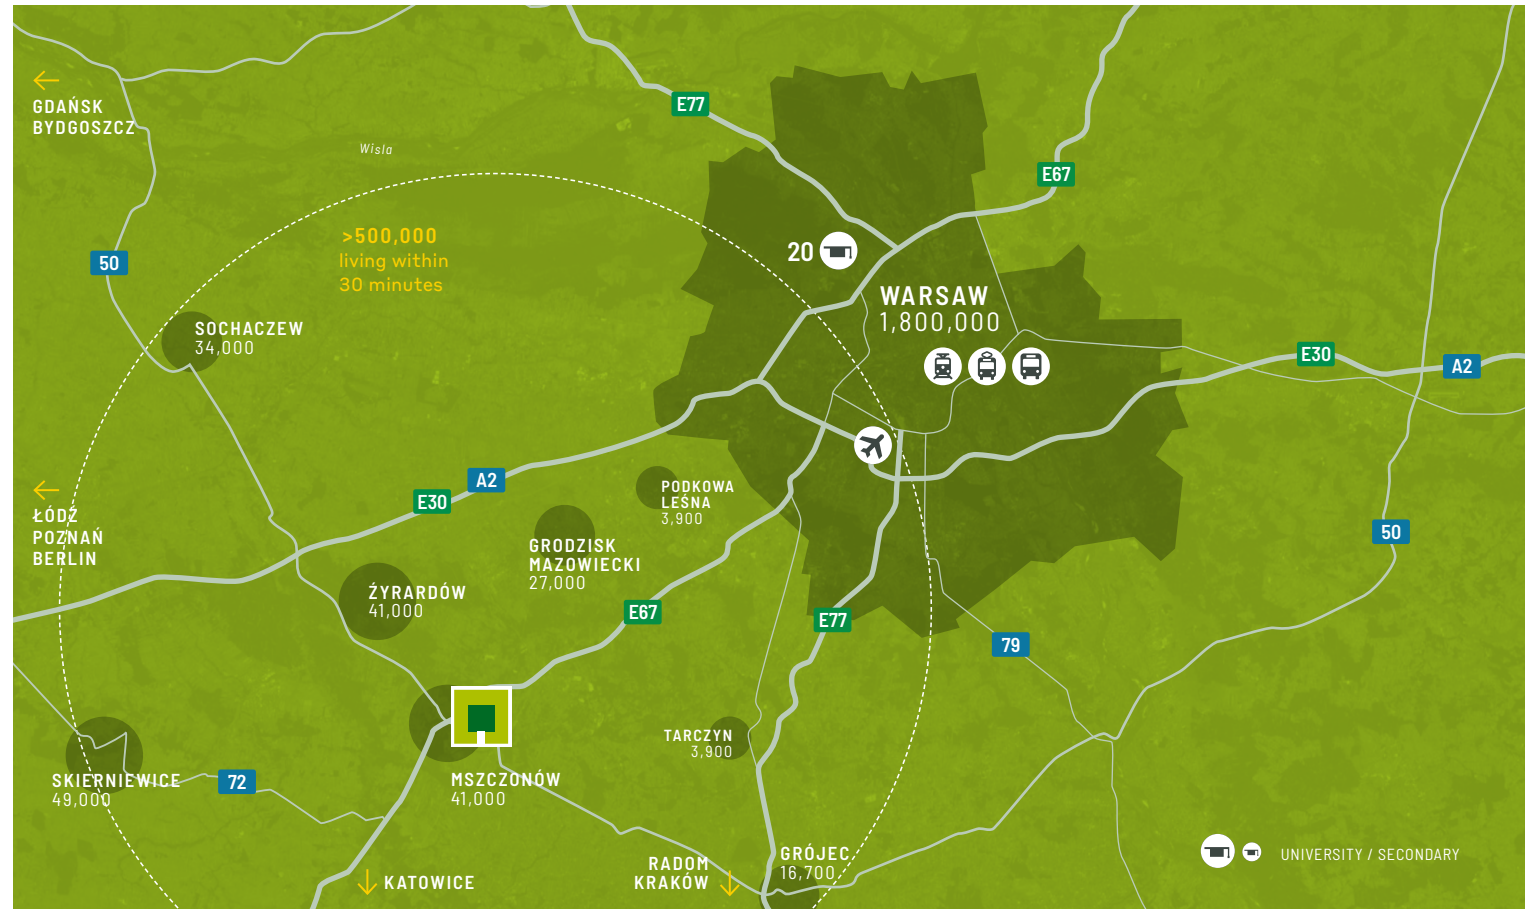 E77
GDAŃSK
BYDGOSZCZ
Wisla
E67
>500,000
living within
30 minutes
20
50
WARSAW
1,800,000
SOCHACZEW
34,000
E30
A2
A2
E30
PODKOWA
LEŚNA
3,900
ŁÓDŹ
POZNAŃ
BERLIN
50
GRODZISK
MAZOWIECKI
27,000
ŻYRARDÓW
41,000
E67
E77
79
TARCZYN
3,900
SKIERNIEWICE
49,000
72
MSZCZONÓW
41,000
GRÓJEC
16,700
RADOM
KRAKÓW
KATOWICE
UNIVERSITY / SECONDARY